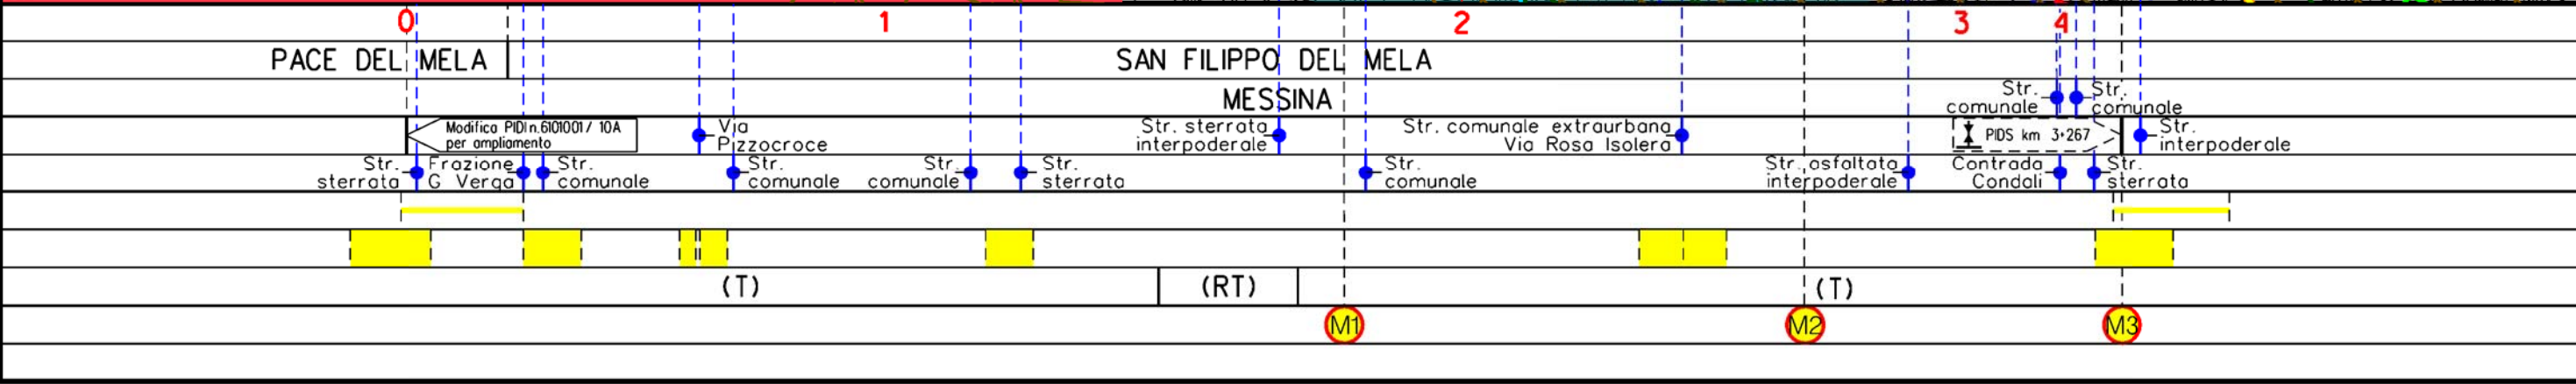 0 1 2 3 4
PACE DEL MELA SAN FILIPPO DEL MELA
MESSINA
Str.
comunale
Str.
comunale
Modifica PIDI n.6101001/ 10A
per ampliamento
Via
Pizzocroce
Str. sterrata
interpoderale
Str. comunale extraurbana
Via Rosa Isolera
PIDS km 3+267
Str.
interpoderale
Str.
sterrata
Frazione
G Verga
Str.
comunale
Str.
comunale
Str.
comunale
Str.
sterrata
Str.
comunale
Str. asfaltata
interpoderale
Contrada
Condali
Str.
sterrata
(T) (RT) (T)
M1 M2 M3